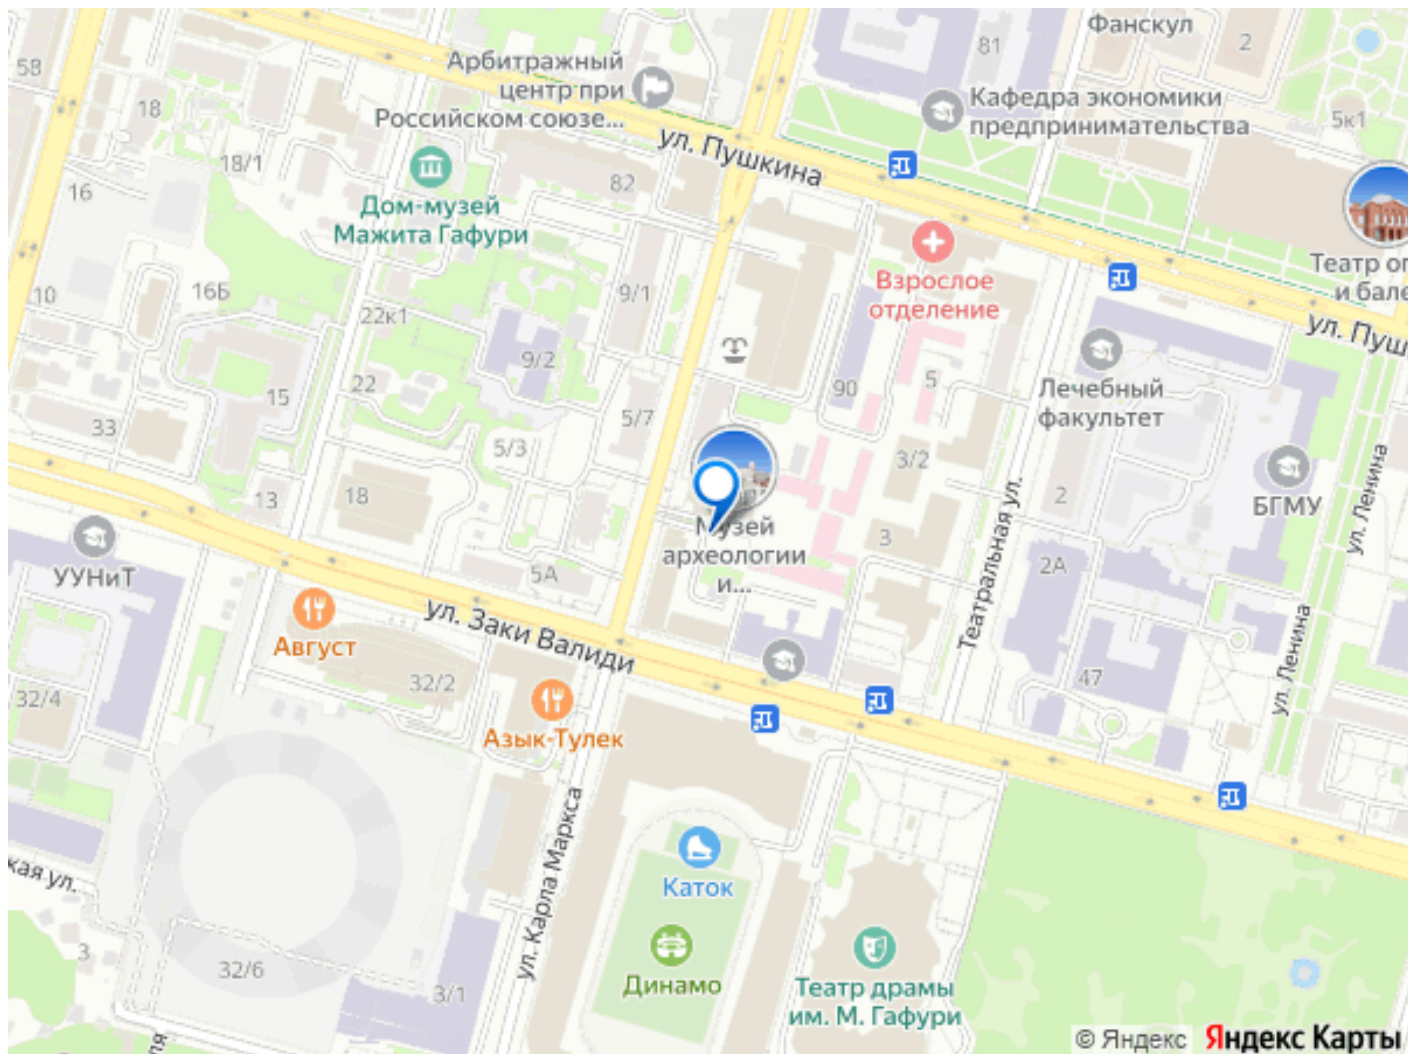 Фанскул
81
2
58
Арбитражный
центр при
Российском союзе...
Кафедра экономики
предпринимательства
5к1
18
ул. Пушкина
18/1
16
82
Дом-музей
Мажита Гафури
Взрослое
отделение
Театр оп
и бале
10
16Б
9/1
22к1
ул. Пуш
9/2
5
Лечебный
факультет
22
90
15
5/7
33
5/3
3/2
ул. Ленина
18
13
2
БГМУ
Музей
археологии
и...
3
Театральная ул.
УУНиТ
5А
2А
ул. Заки Валиди
Август
ул. Ленина
32/4
32/2
47
Азык-Тулек
ул. Карла Маркса
кая ул.
Каток
3
32/6
3/1
Динамо
Театр драмы
им. М. Гафури
ля
© Яндекс Яндекс Карты